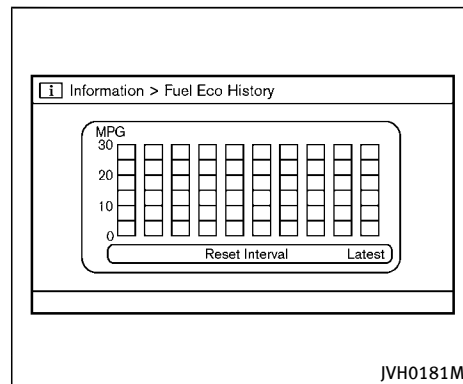 i Information > Fuel Eco History
MPG
30
20
10
0
Reset Interval Latest
JVH0181M